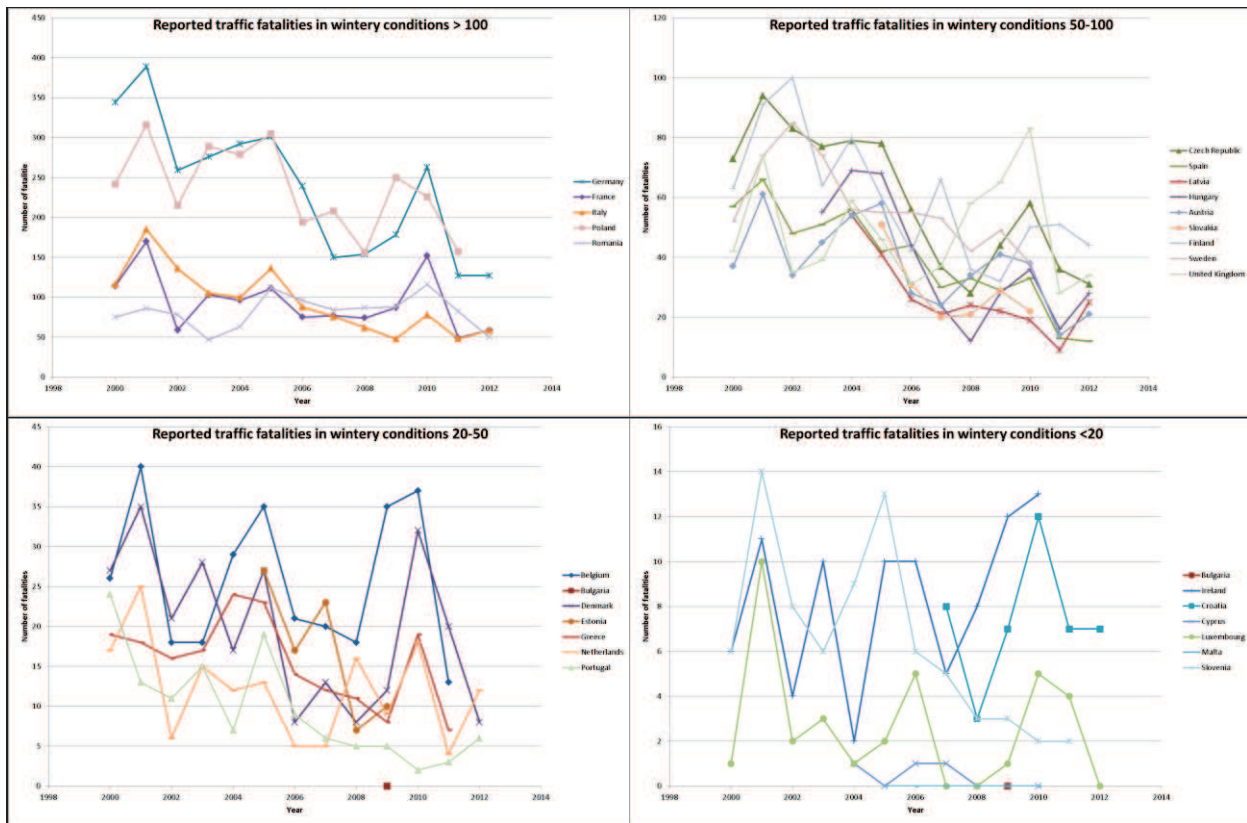 Reported traffic fatalities in wintery conditions > 100
450
400
350
300
250
200
150
100
50
0
Number of fatalitie
1998
2000
2002
2004
2006
2008
2010
2012
2014
Year
Germany
France
Italy
Poland
Romania
Reported traffic fatalities in wintery conditions 50-100
120
100
80
60
40
20
0
Number of fatalities
1998
2000
2002
2004
2006
2008
2010
2012
2014
Year
Czech Republic
Spain
Latvia
Hungary
Austria
Slovakia
Finland
Sweden
United Kingdom
Reported traffic fatalities in wintery conditions 20-50
45
40
35
30
25
20
15
10
5
0
Number of fatalities
1998
2000
2002
2004
2006
2008
2010
2012
2014
Year
Belgium
Bulgaria
Denmark
Estonia
Greece
Netherlands
Portugal
Reported traffic fatalities in wintery conditions <20
16
14
12
10
8
6
4
2
0
Number of fatalities
1998
2000
2002
2004
2006
2008
2010
2012
2014
Year
Bulgaria
Ireland
Croatia
Cyprus
Luxembourg
Malta
Slovenia